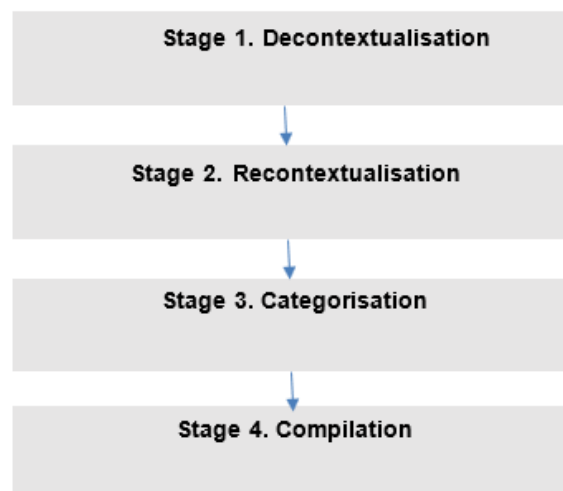 Stage 1. Decontextualisation
Stage 2. Recontextualisation
Stage 3. Categorisation
Stage 4. Compilation